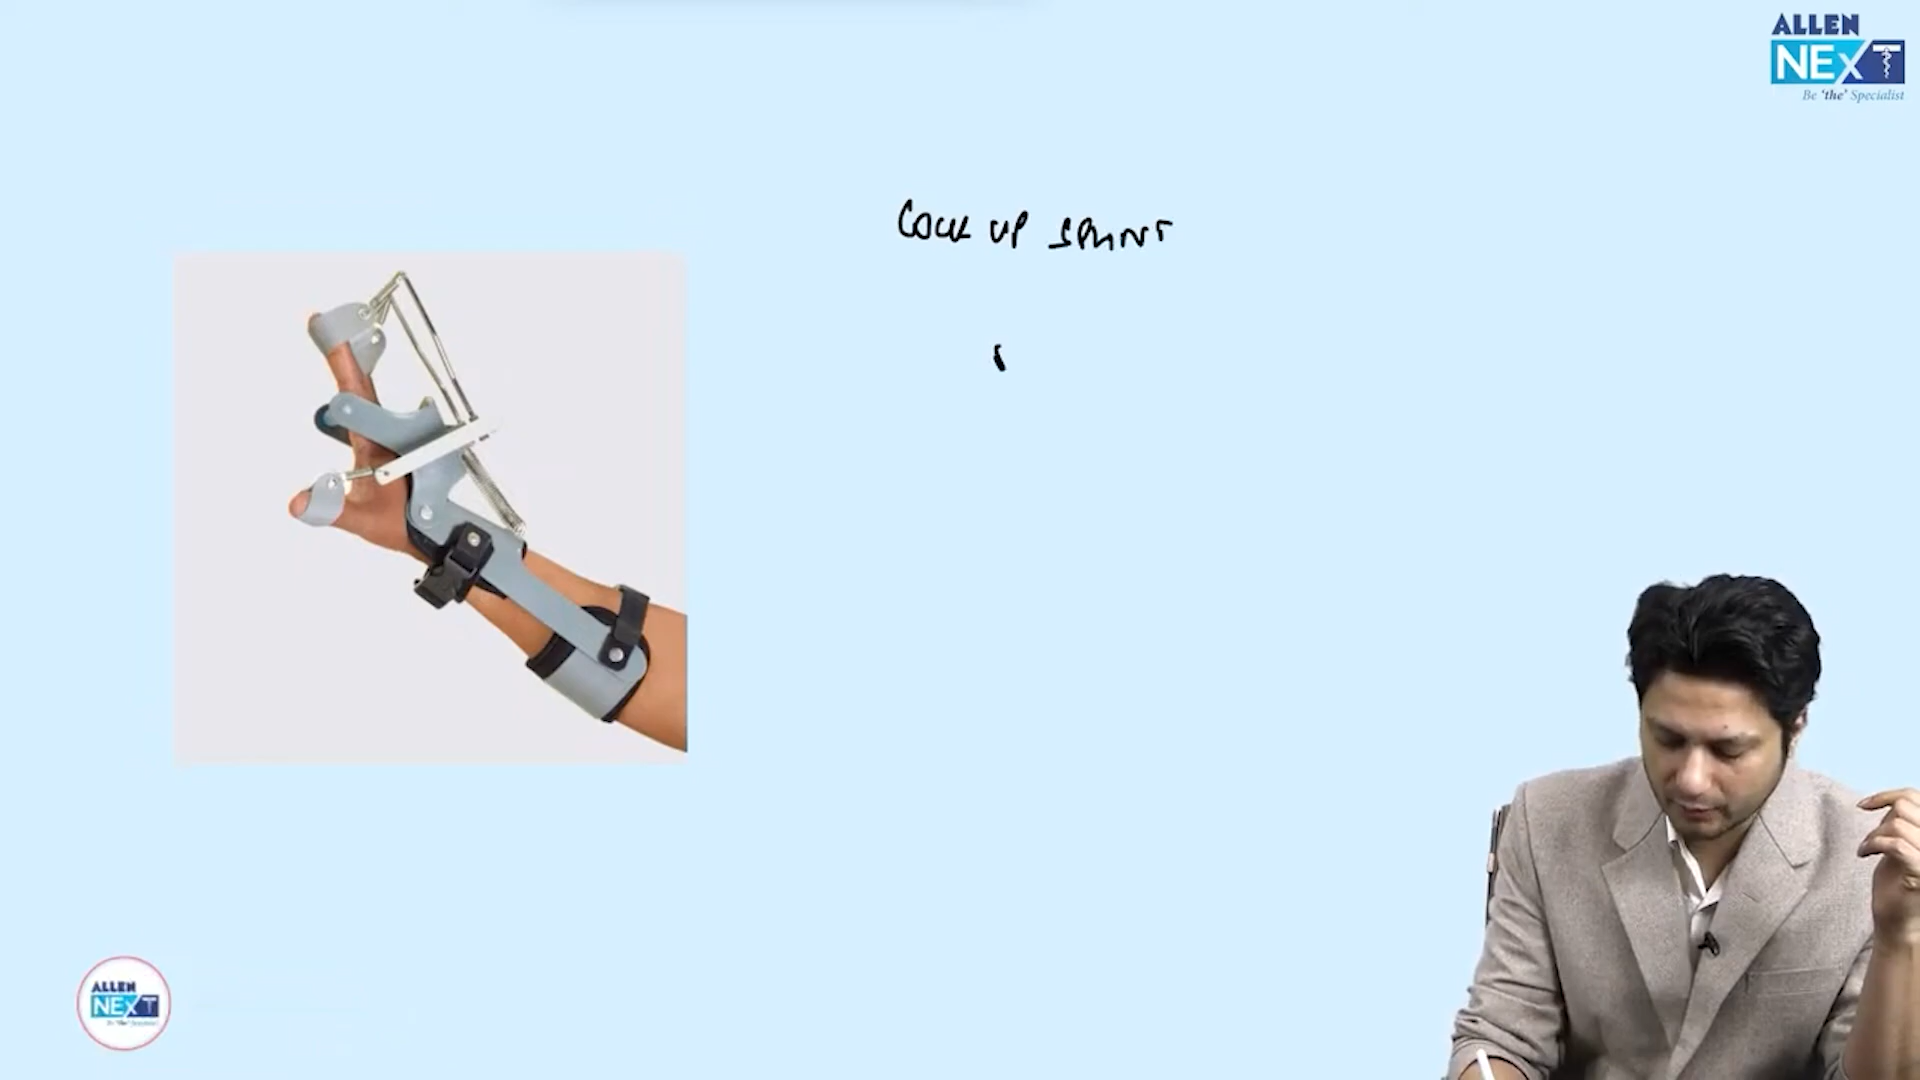 ALLEN
NEXT
Be 'the' Specialist
COCK UP SPLINT
ALLEN
NEXT